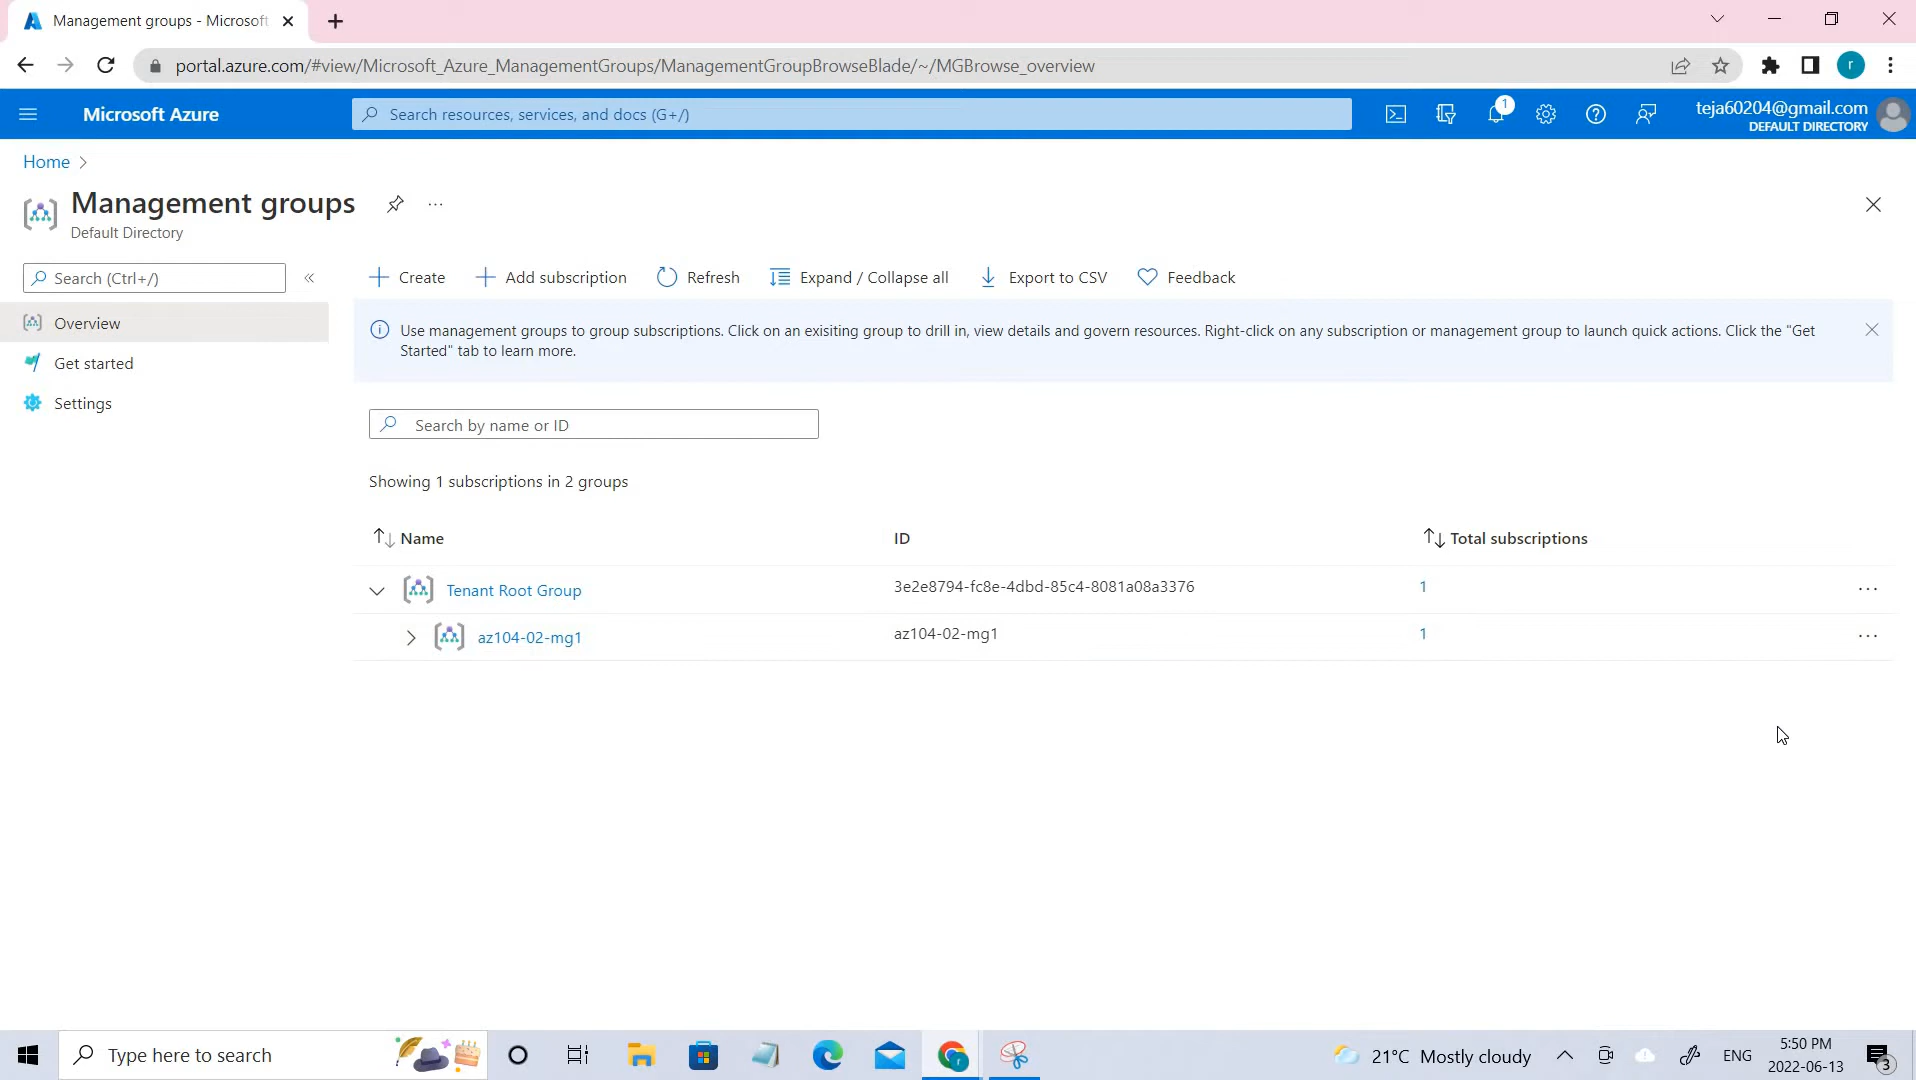 Management groups - Microsoft
portal.azure.com/#view/Microsoft_Azure_ManagementGroups/ManagementGroupBrowseBlade/~/MGBrowse_overview
r
Microsoft Azure
Search resources, services, and docs (G+/)
1
teja60204@gmail.com
DEFAULT DIRECTORY
Home
Management groups
Default Directory
Search (Ctrl+/)
Overview
Get started
Settings
Create
Add subscription
Refresh
Expand / Collapse all
Export to CSV
Feedback
Use management groups to group subscriptions. Click on an exisiting group to drill in, view details and govern resources. Right-click on any subscription or management group to launch quick actions. Click the "Get
Started" tab to learn more.
Search by name or ID
Showing 1 subscriptions in 2 groups
Name ID Total subscriptions
Tenant Root Group 3e2e8794-fc8e-4dbd-85c4-8081a08a3376 1
az104-02-mg1 az104-02-mg1 1
Type here to search
r
21°C Mostly cloudy
ENG
5:50 PM
2022-06-13
3